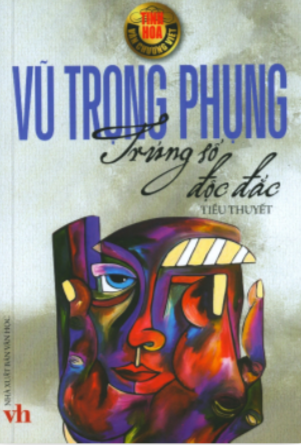 TINH HOA
VĂN CHƯƠNG VIỆT
VŨ TRỌNG PHỤNG
Trúng số
độc đắc
TIỂU THUYẾT
NHÀ XUẤT BẢN VĂN HỌC
vh